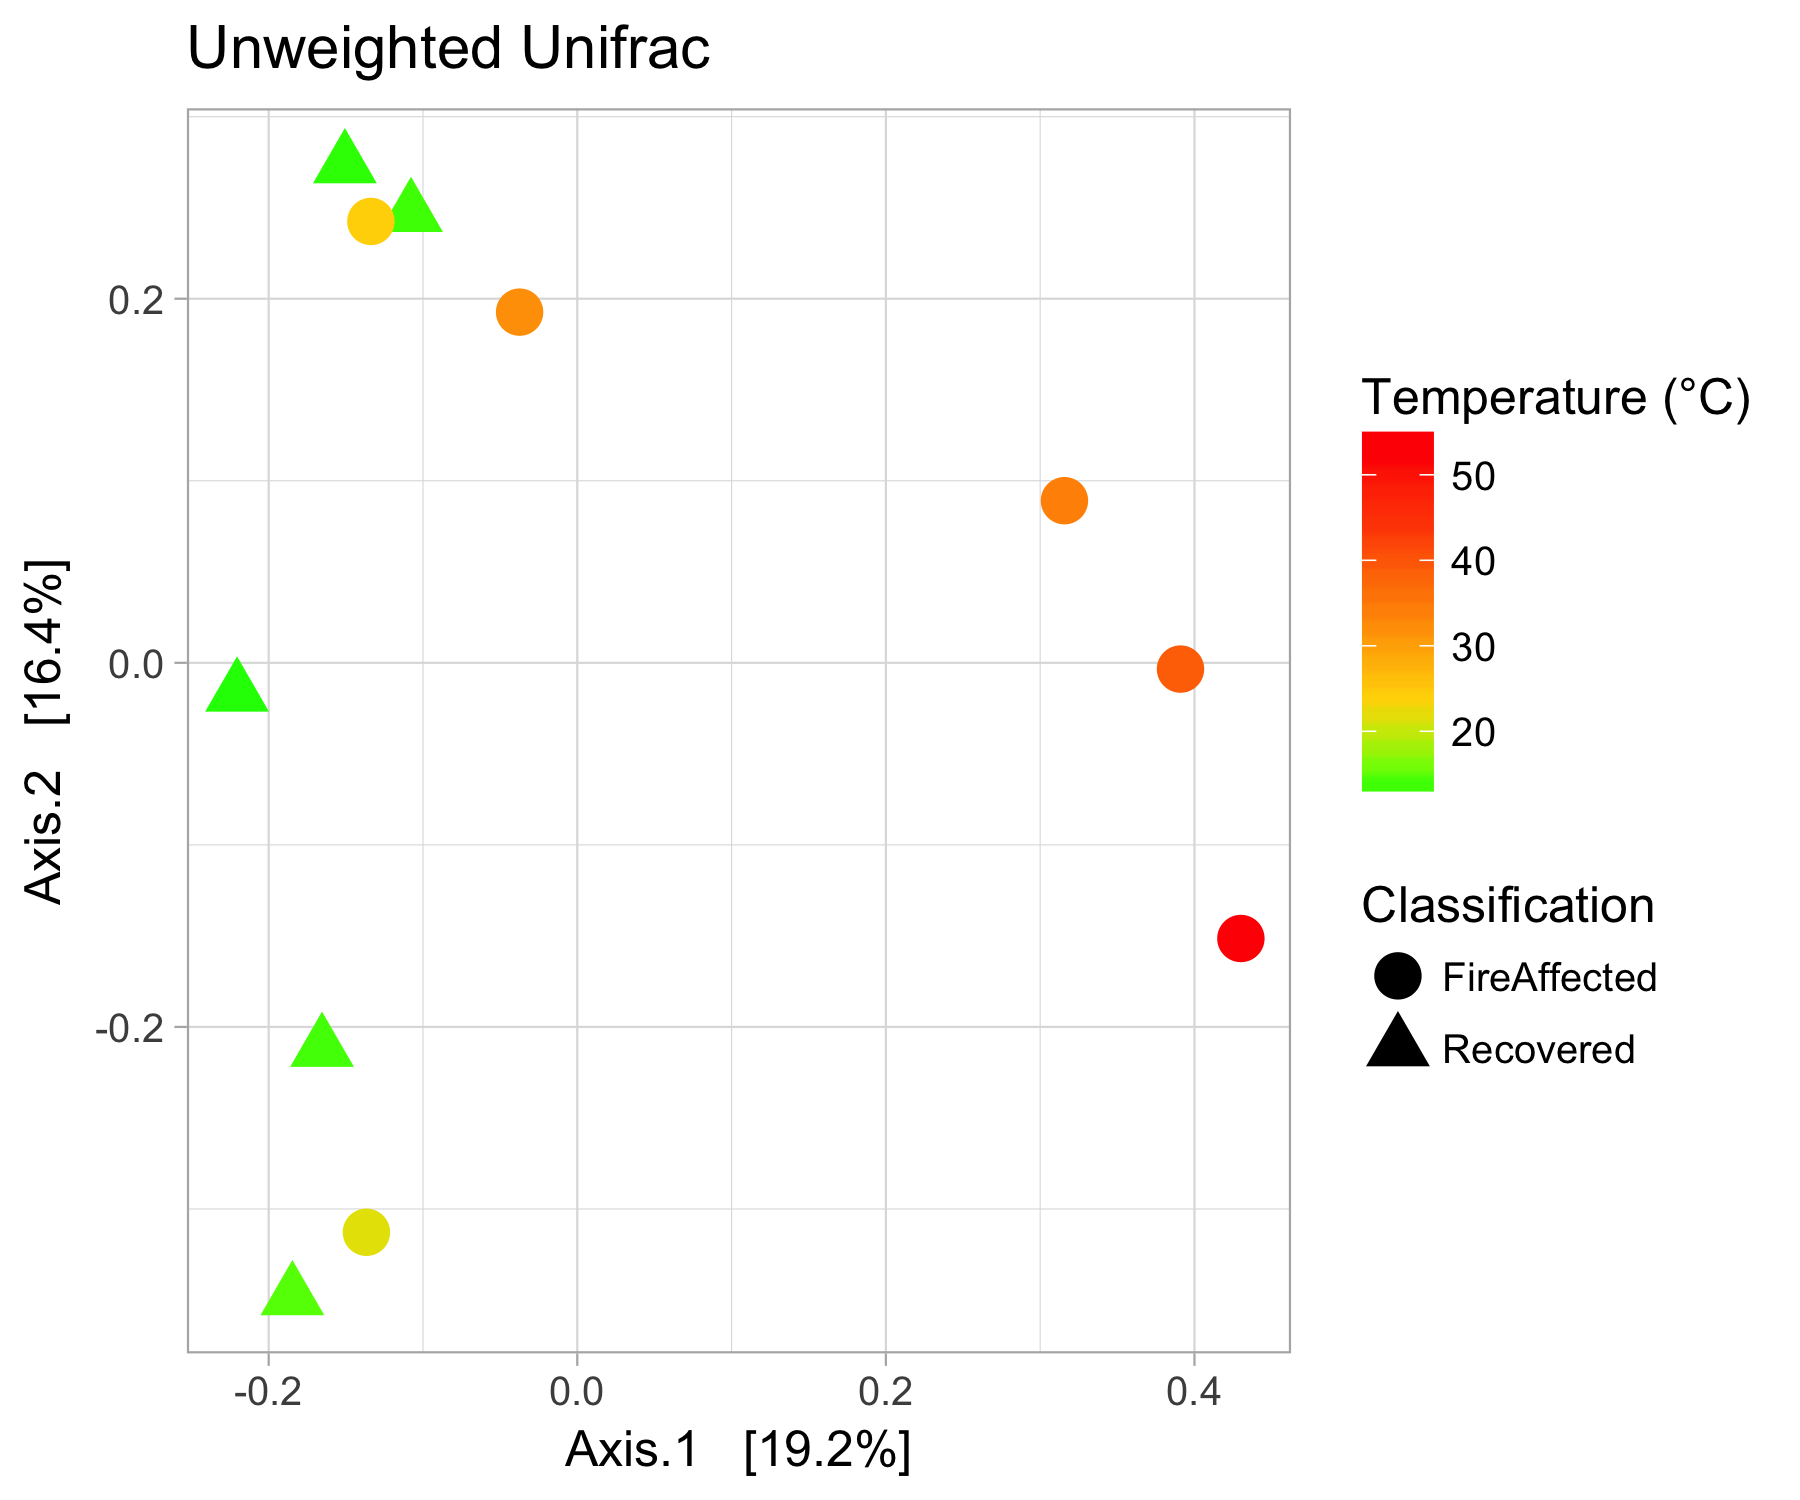 Unweighted Unifrac
0.2
0.0
-0.2
Axis.2 [16.4%]
-0.2
0.0
0.2
0.4
Axis.1 [19.2%]
Temperature (°C)
50
40
30
20
Classification
FireAffected
Recovered